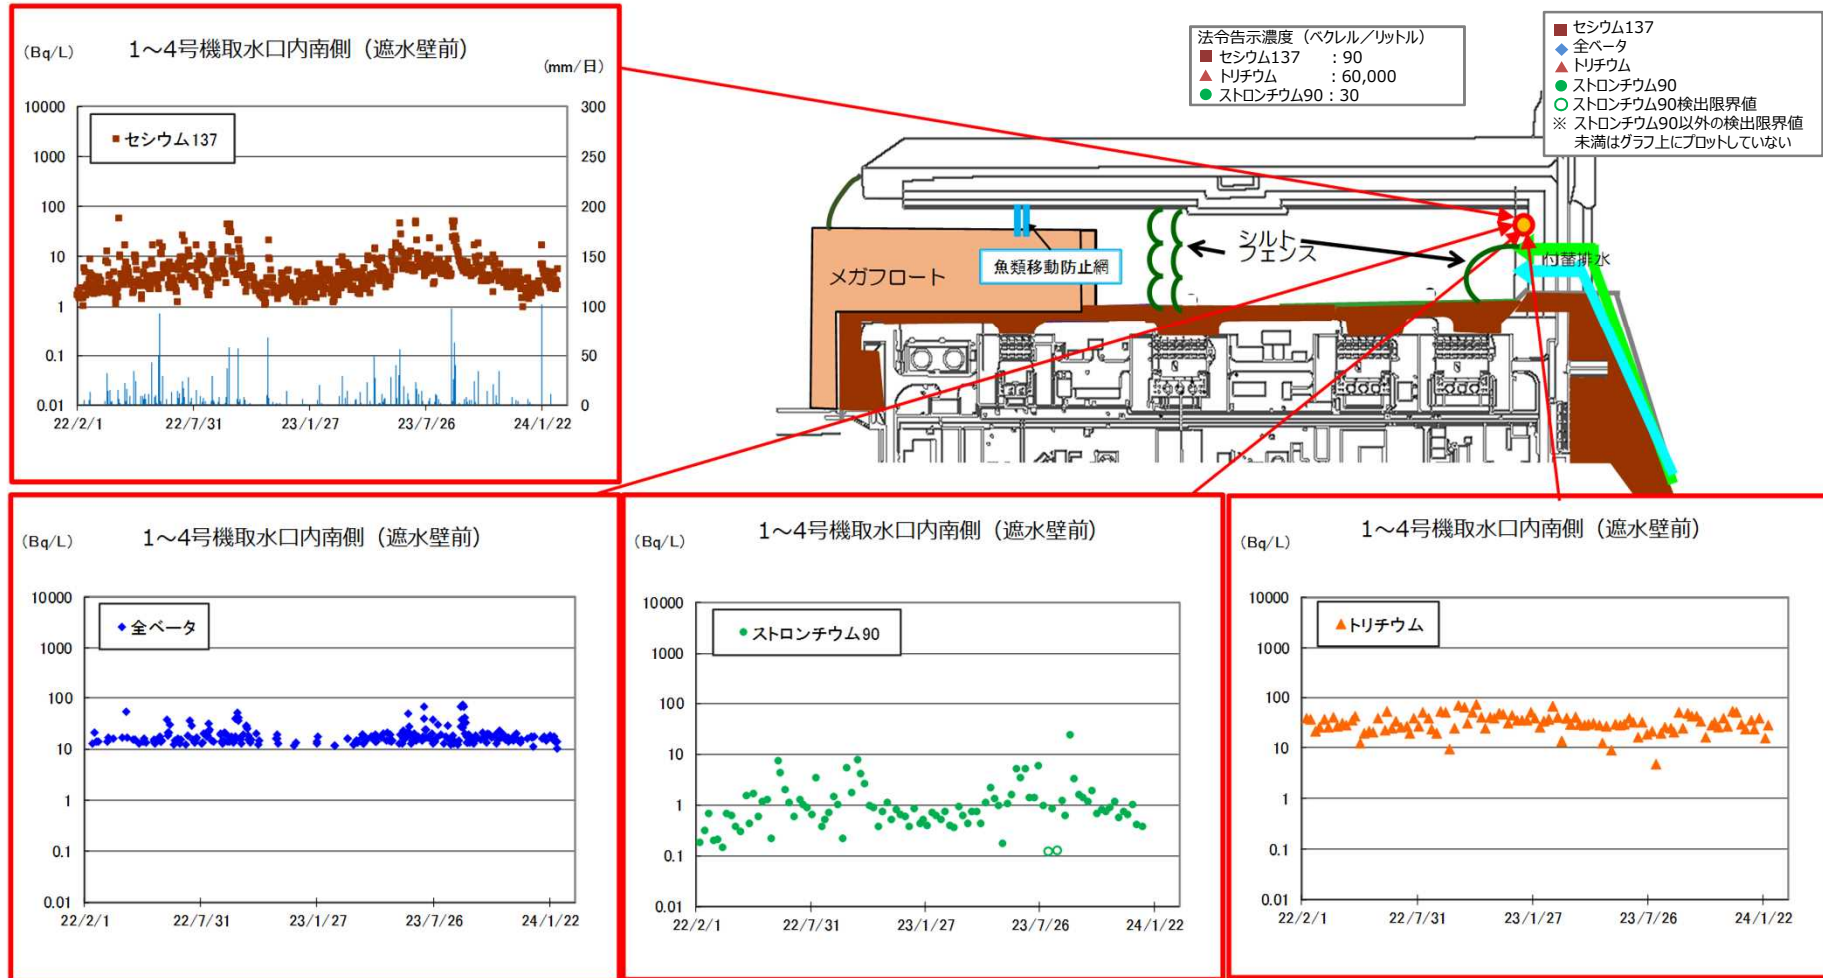 1～4号機取水口内南側（遮水壁前）
(Bq/L)
(mm/日)
セシウム137
10000
1000
100
10
1
0.1
0.01
300
250
200
150
100
50
0
22/2/1
22/7/31
23/1/27
23/7/26
24/1/22
法令告示濃度（ベクレル／リットル）
セシウム137 ：90
トリチウム ：60,000
ストロンチウム90：30
セシウム137
全ベータ
トリチウム
ストロンチウム90
ストロンチウム90検出限界値
※ ストロンチウム90以外の検出限界値
未満はグラフ上にプロットしていない
メガフロート
魚類移動防止網
シルト
フェンス
排水
1～4号機取水口内南側（遮水壁前）
(Bq/L)
全ベータ
10000
1000
100
10
1
0.1
0.01
22/2/1
22/7/31
23/1/27
23/7/26
24/1/22
1～4号機取水口内南側（遮水壁前）
(Bq/L)
ストロンチウム90
10000
1000
100
10
1
0.1
0.01
22/2/1
22/7/31
23/1/27
23/7/26
24/1/22
1～4号機取水口内南側（遮水壁前）
(Bq/L)
トリチウム
10000
1000
100
10
1
0.1
0.01
22/2/1
22/7/31
23/1/27
23/7/26
24/1/22